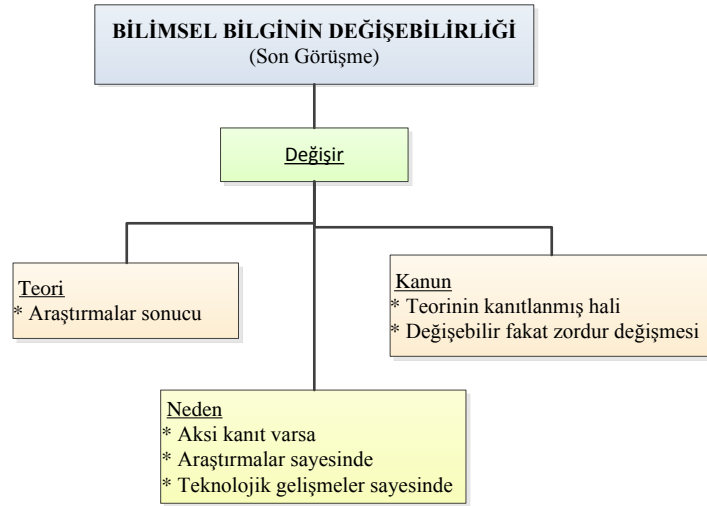 BİLİMSEL BİLGİNİN DEĞİŞEBİLİRLİĞİ
(Son Görüşme)
Değişir
Teori
* Araştırmalar sonucu
Kanun
* Teorinin kanıtlanmış hali
* Değişebilir fakat zordur değişmesi
Neden
* Aksi kanıt varsa
* Araştırmalar sayesinde
* Teknolojik gelişmeler sayesinde